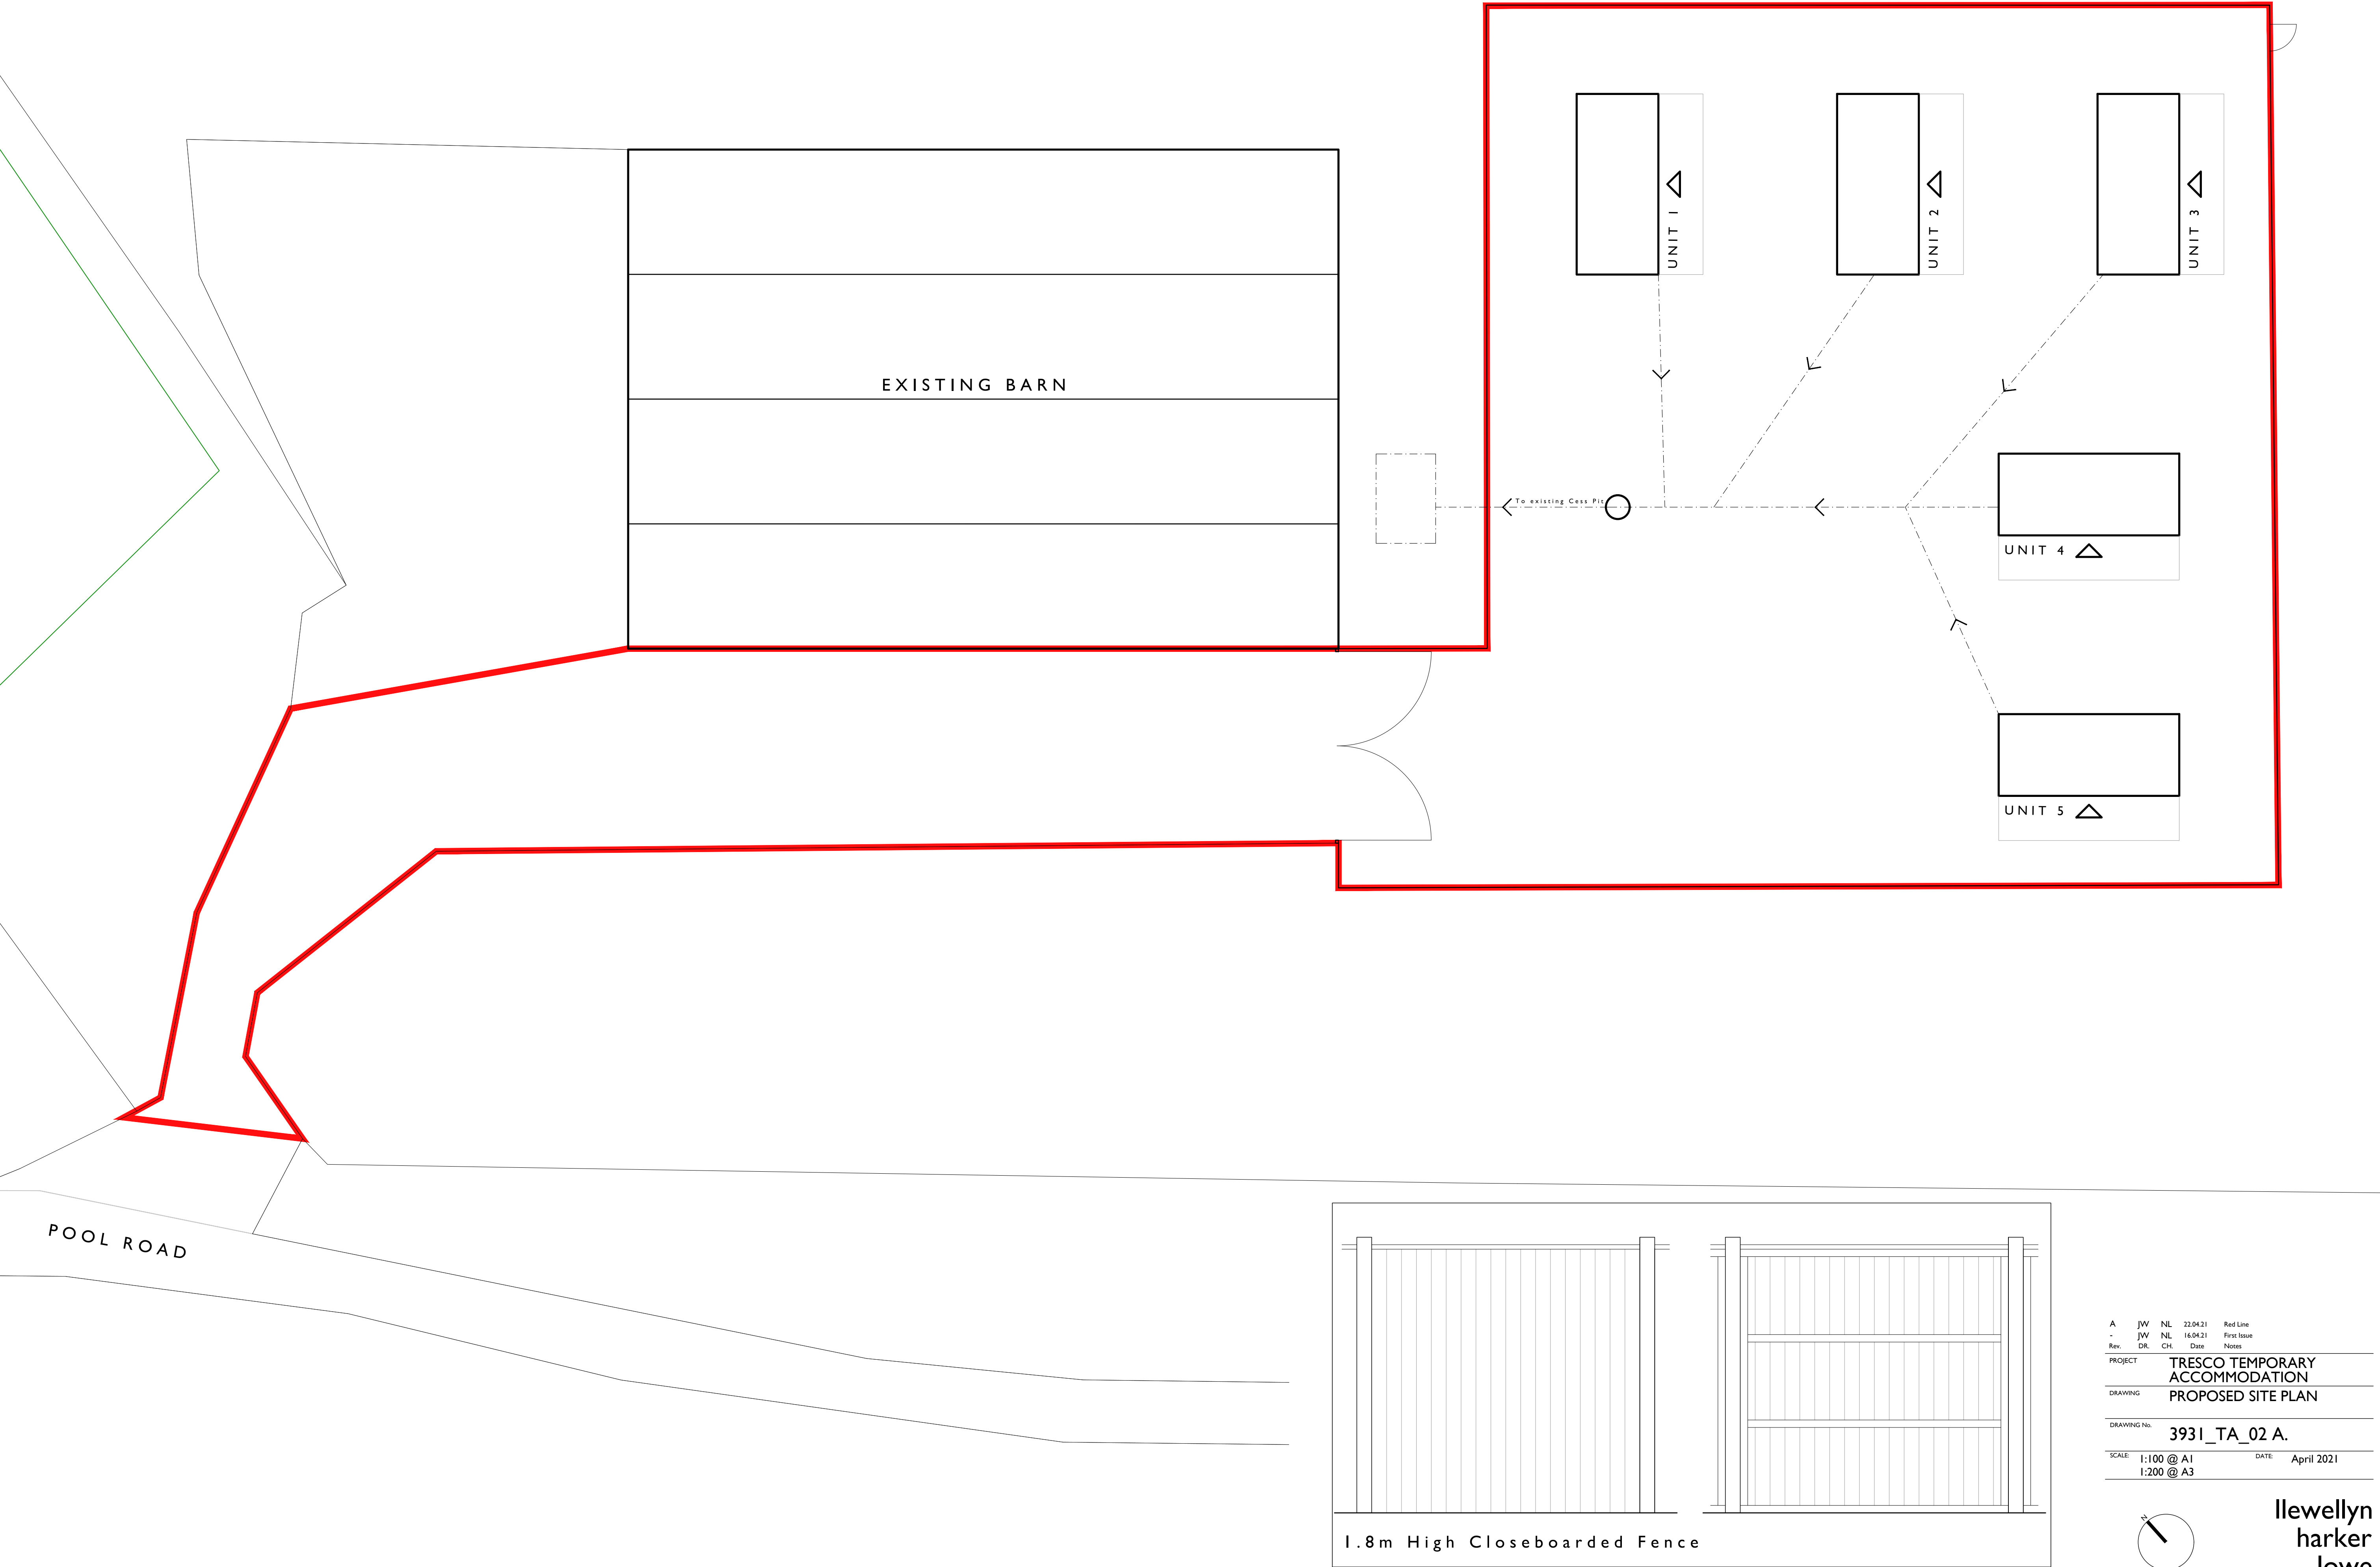 UNIT 1
UNIT 2
UNIT 3
EXISTING BARN
To existing Cess Pit
UNIT 4
UNIT 5
POOL ROAD
1.8m High Closeboarded Fence
A JW NL 22.04.21 Red Line
- JW NL 16.04.21 First Issue
Rev. DR. CH. Date Notes
PROJECT TRESCO TEMPORARY
ACCOMMODATION
DRAWING PROPOSED SITE PLAN
DRAWING No. 3931_TA_02 A.
SCALE: 1:100 @ A1 DATE: April 2021
1:200 @ A3
N
llewellyn
harker
lowe